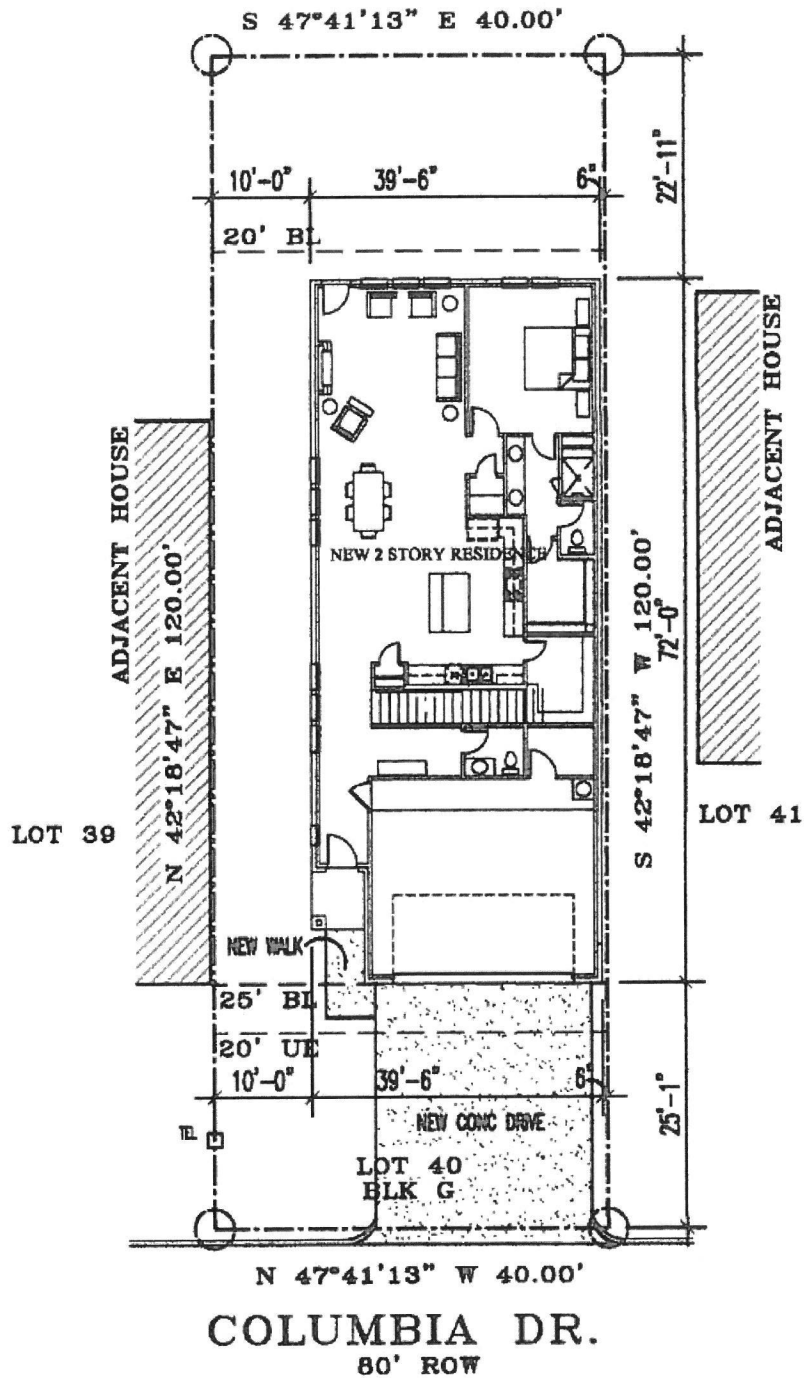 S 47°41'13" E 40.00'
10'-0"
39'-6"
6"
22'-11"
20' BL
ADJACENT HOUSE
ADJACENT HOUSE
NEW 2 STORY RESIDENCE
N 42°18'47" E 120.00'
S 42°18'47" W 120.00'
72'-0"
LOT 39
LOT 41
NEW WALK
25' BL
20' UE
10'-0"
39'-6"
6"
25'-1"
NEW CONC DRIVE
TEL
LOT 40
BLK G
N 47°41'13" W 40.00'
COLUMBIA DR.
80' ROW